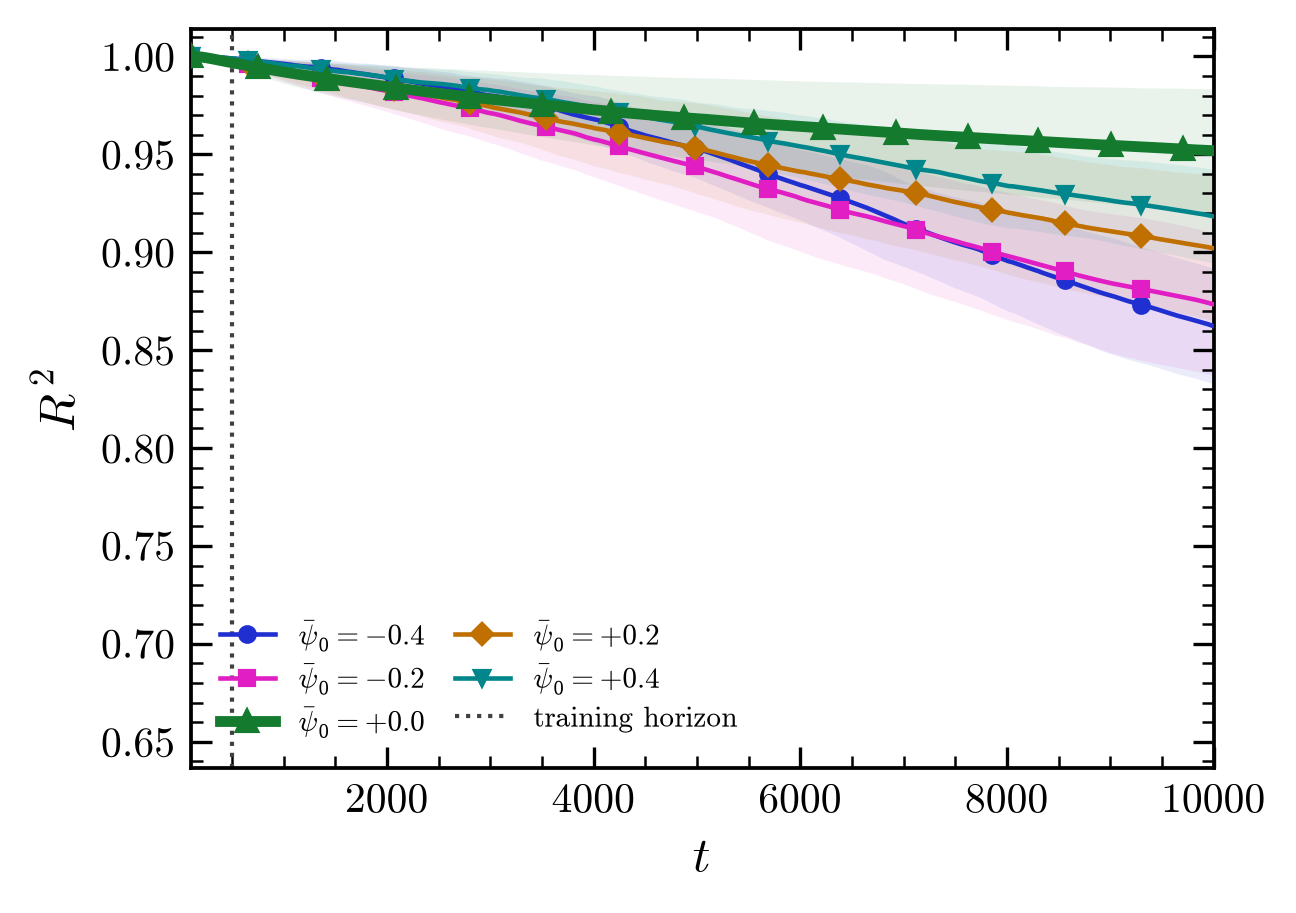 1.00
0.95
0.90
0.85
0.80
0.75
0.70
0.65
R²
ψ̄₀ = −0.4
ψ̄₀ = −0.2
ψ̄₀ = +0.0
ψ̄₀ = +0.2
ψ̄₀ = +0.4
training horizon
2000 4000 6000 8000 10000
t